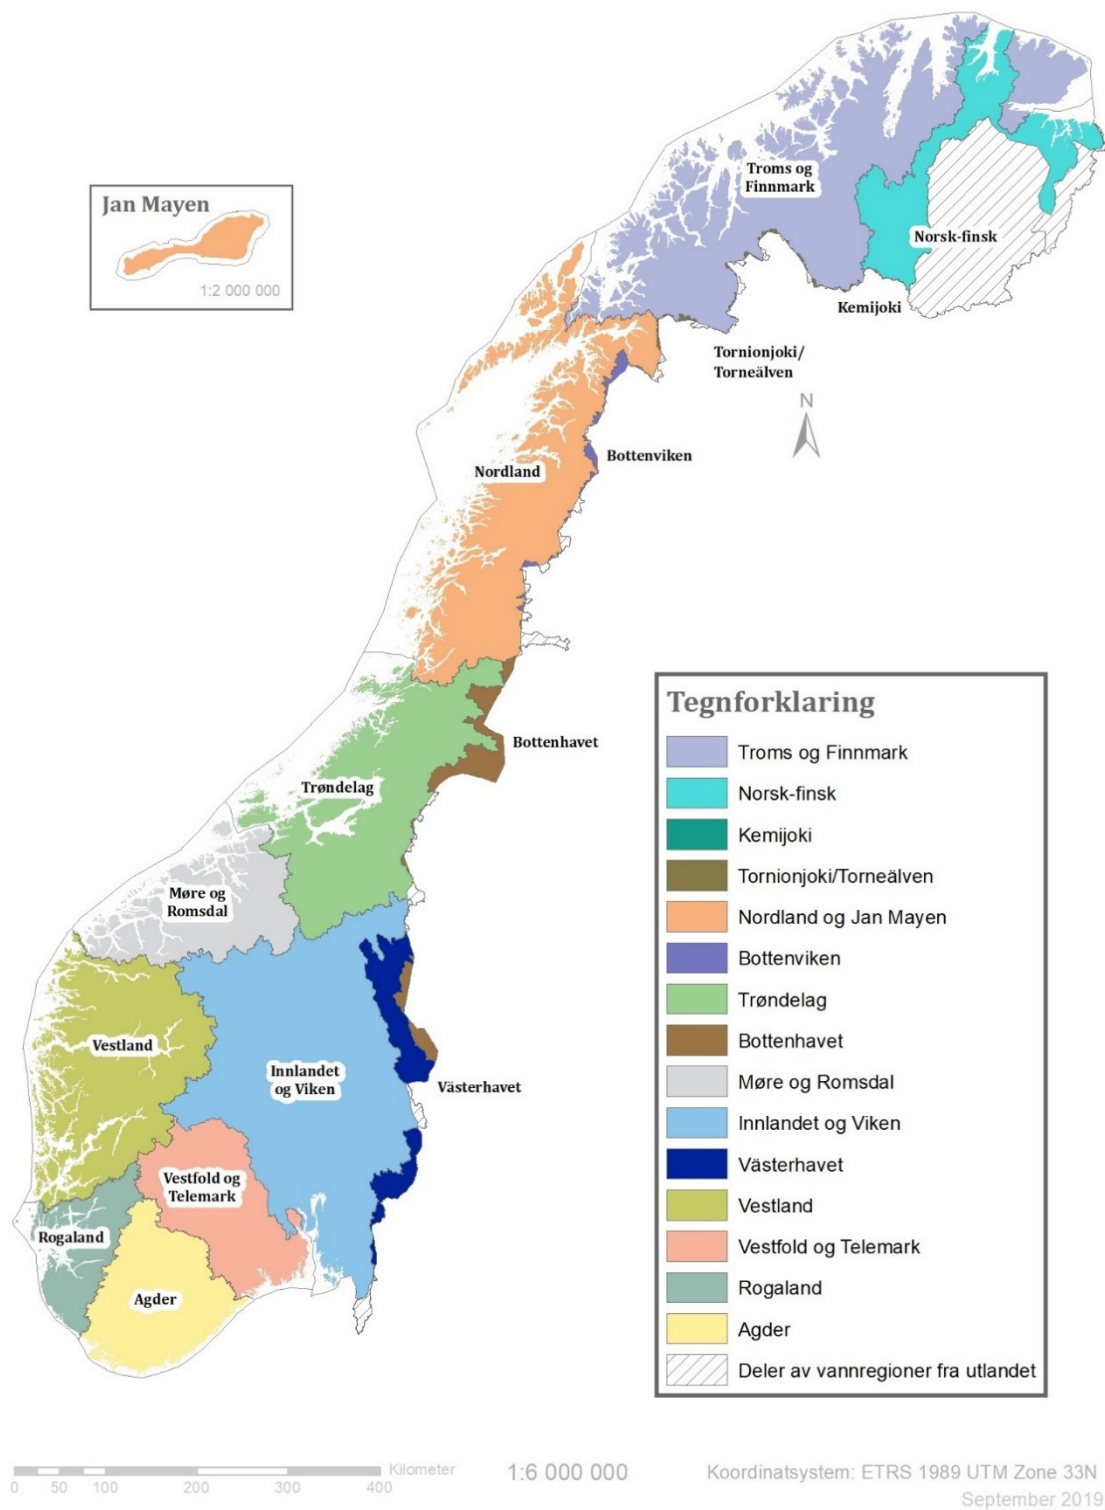 Troms og
Finnmark
Jan Mayen
1:2 000 000
Norsk-finsk
Kemijoki
Tornionjoki/
Torneälven
N
Bottenviken
Nordland
Bottenhavet
Trøndelag
Møre og
Romsdal
Vestland
Innlandet
og Viken
Västerhavet
Vestfold og
Telemark
Rogaland
Agder
Tegnforklaring
Troms og Finnmark
Norsk-finsk
Kemijoki
Tornionjoki/Torneälven
Nordland og Jan Mayen
Bottenviken
Trøndelag
Bottenhavet
Møre og Romsdal
Innlandet og Viken
Västerhavet
Vestland
Vestfold og Telemark
Rogaland
Agder
Deler av vannregioner fra utlandet
Kilometer
0 50 100 200 300 400
1:6 000 000
Koordinatsystem: ETRS 1989 UTM Zone 33N
September 2019